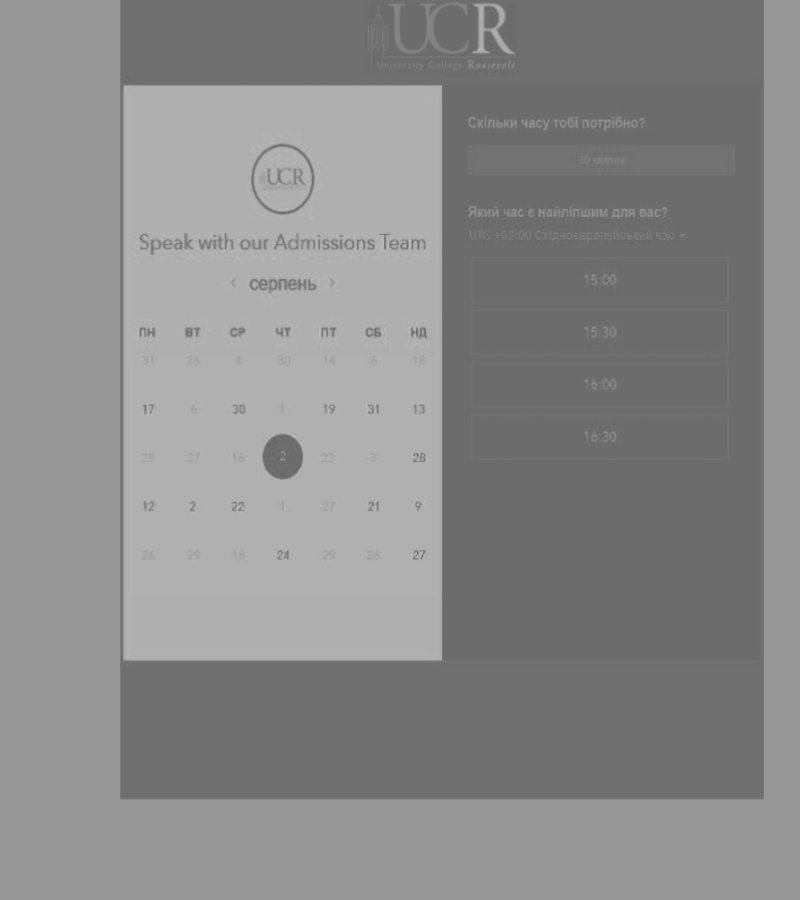 UCR
University College Roosevelt
UCR
Speak with our Admissions Team
< серпень >
ПН ВТ СР ЧТ ПТ СБ НД
31 26 4 30 14 6 18
17 6 30 1 19 31 13
25 27 16 2 23 3 28
12 2 22 1 27 21 9
28 29 18 24 29 26 27
Скільки часу тобі потрібно?
30 хвилин
Який час є найліпшим для вас?
UTC +03:00 Східноєвропейський час
15:00
15:30
16:00
16:30